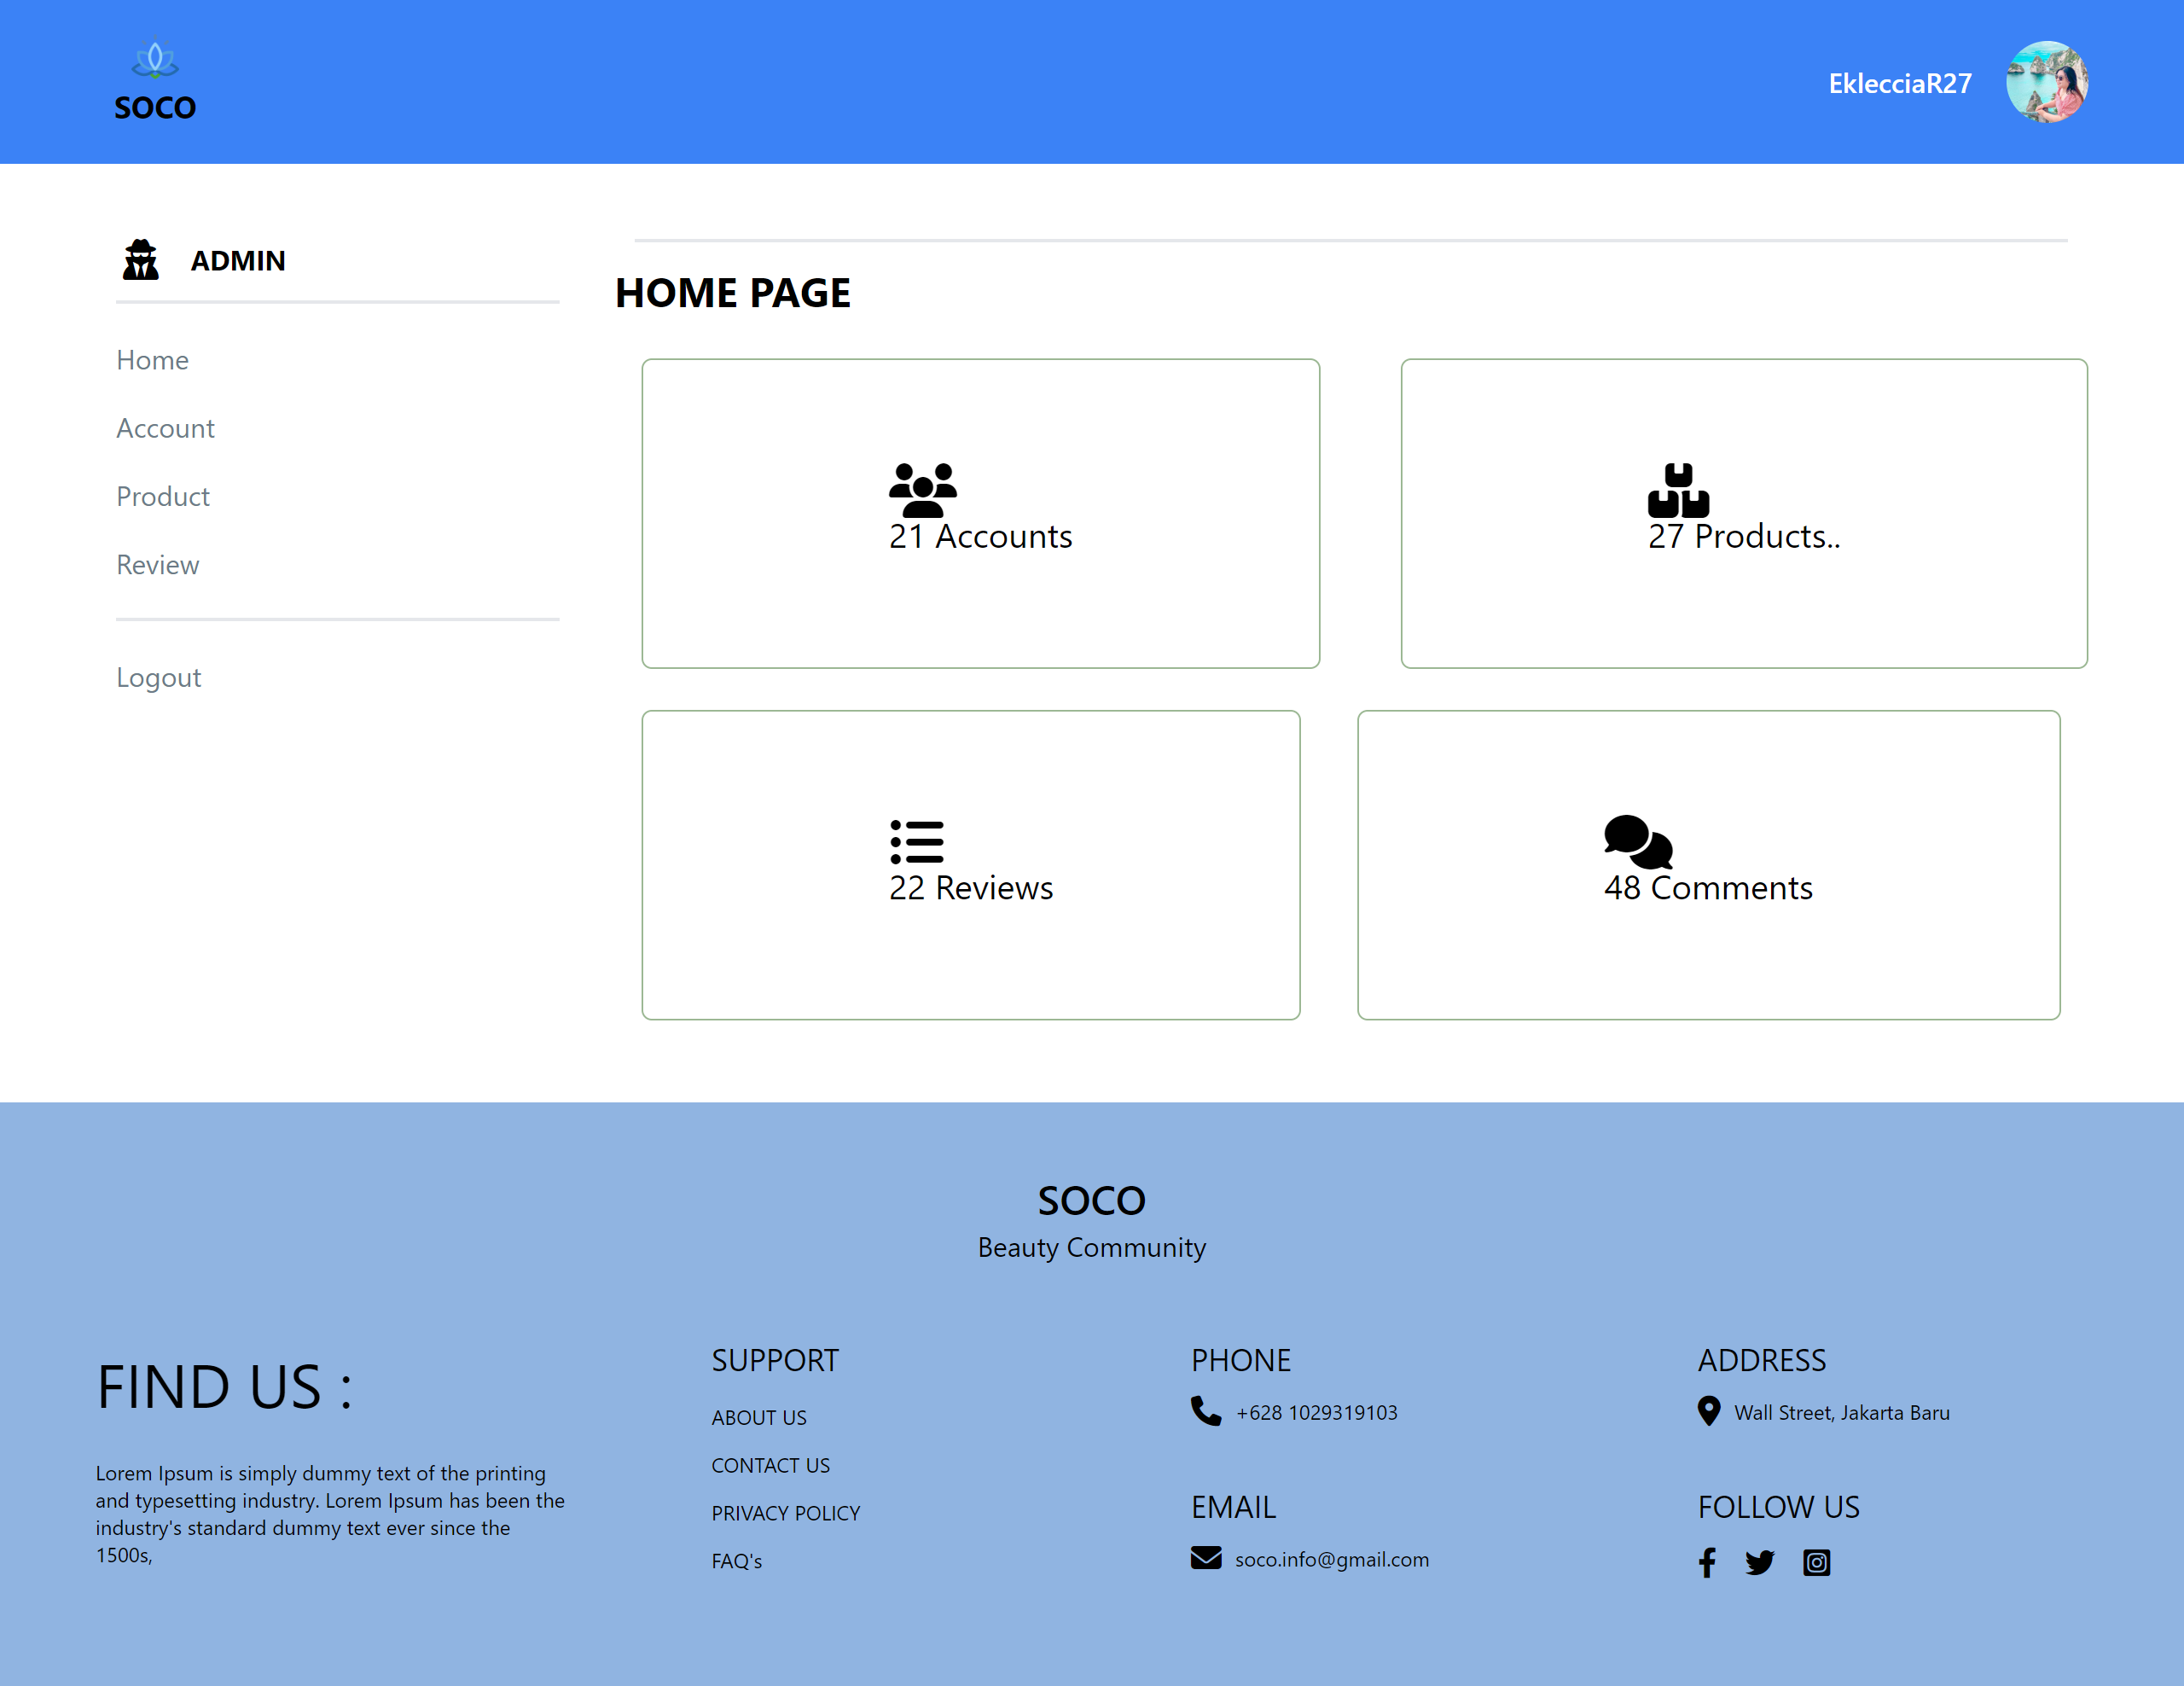 SOCO
EklecciaR27
ADMIN
Home
Account
Product
Review
Logout
HOME PAGE
21 Accounts
27 Products..
22 Reviews
48 Comments
SOCO
Beauty Community
FIND US :
Lorem Ipsum is simply dummy text of the printing
and typesetting industry. Lorem Ipsum has been the
industry's standard dummy text ever since the
1500s,
SUPPORT
ABOUT US
CONTACT US
PRIVACY POLICY
FAQ's
PHONE
+628 1029319103
EMAIL
soco.info@gmail.com
ADDRESS
Wall Street, Jakarta Baru
FOLLOW US